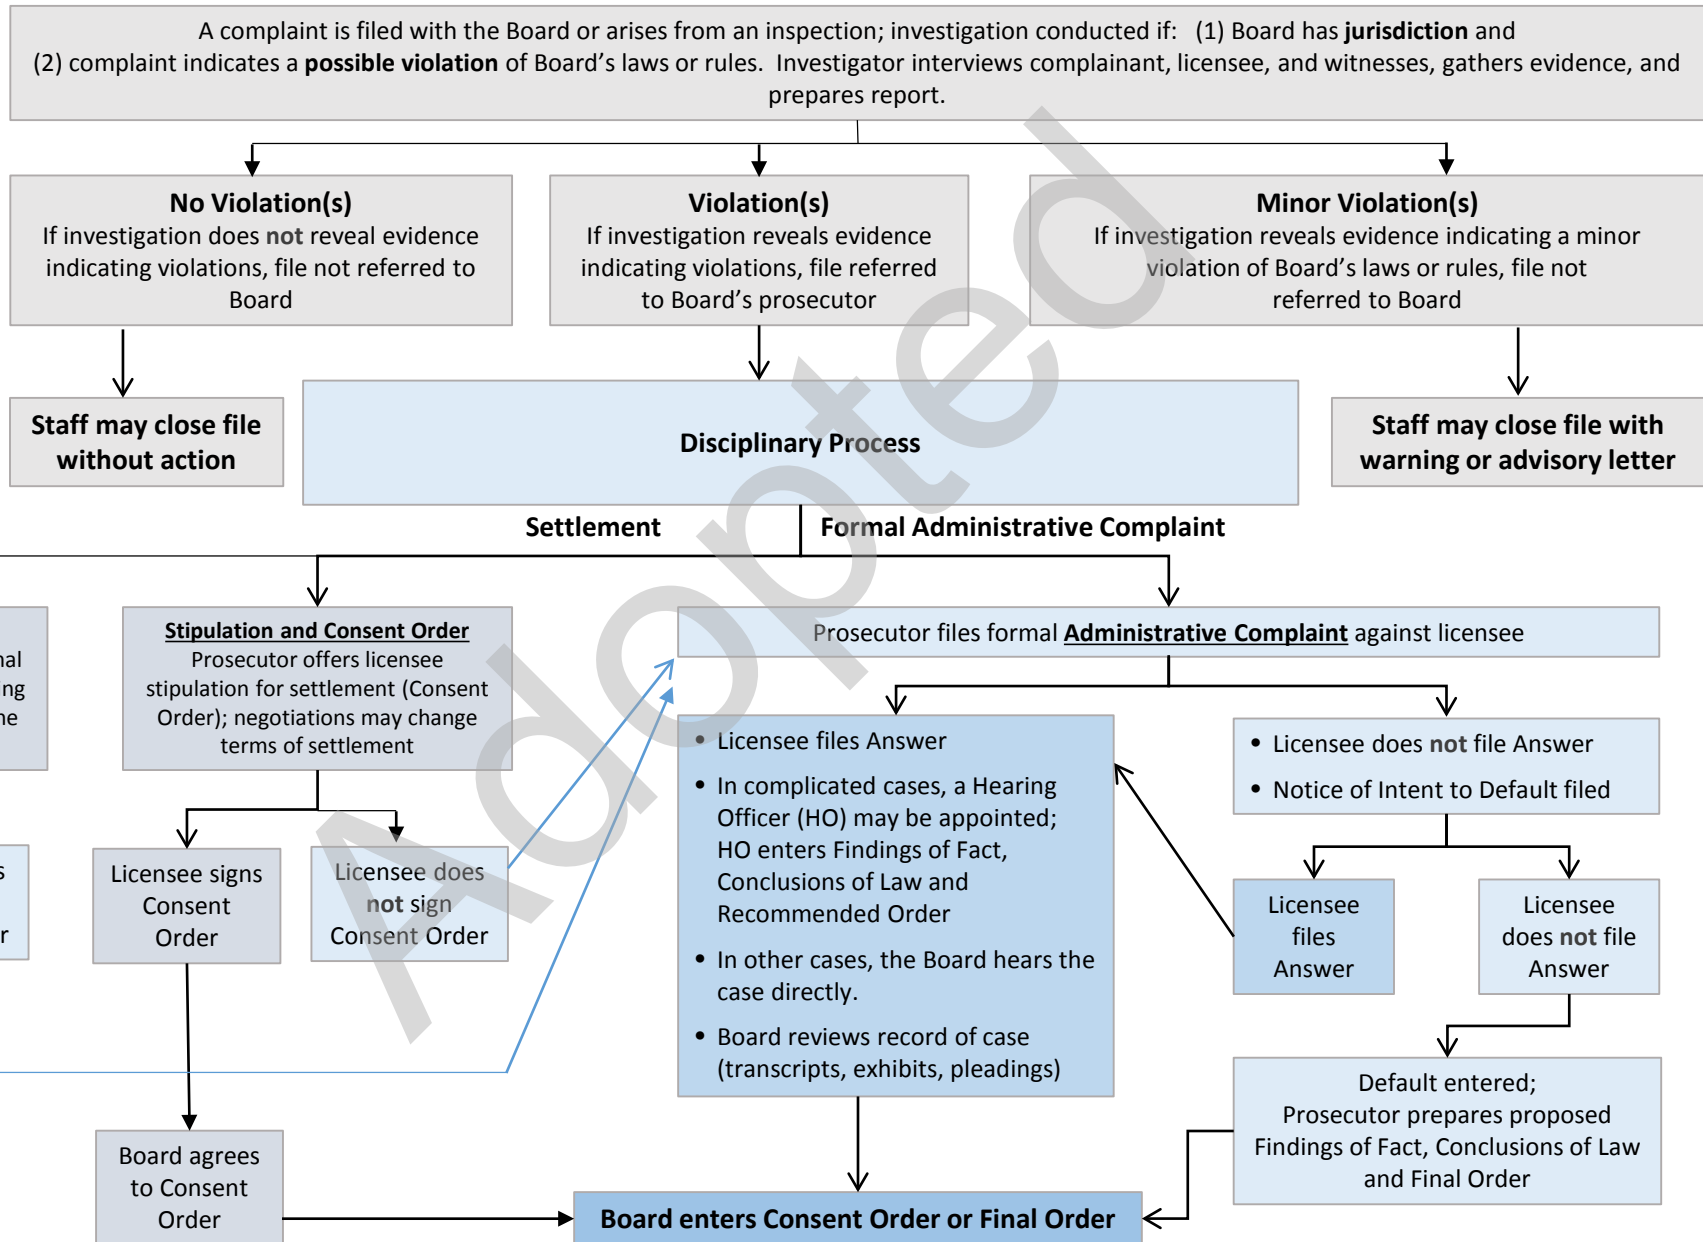 A complaint is filed with the Board or arises from an inspection; investigation conducted if: (1) Board has jurisdiction and
(2) complaint indicates a possible violation of Board's laws or rules. Investigator interviews complainant, licensee, and witnesses, gathers evidence, and
prepares report.
No Violation(s)
If investigation does not reveal evidence
indicating violations, file not referred to
Board
Violation(s)
If investigation reveals evidence
indicating violations, file referred
to Board's prosecutor
Minor Violation(s)
If investigation reveals evidence indicating a minor
violation of Board's laws or rules, file not
referred to Board
Staff may close file
without action
Disciplinary Process
Staff may close file with
warning or advisory letter
Settlement
Formal Administrative Complaint
Stipulation and Consent Order
Prosecutor offers licensee
stipulation for settlement (Consent
Order); negotiations may change
terms of settlement
Prosecutor files formal Administrative Complaint against licensee
• Licensee files Answer
• In complicated cases, a Hearing
Officer (HO) may be appointed;
HO enters Findings of Fact,
Conclusions of Law and
Recommended Order
• In other cases, the Board hears the
case directly.
• Board reviews record of case
(transcripts, exhibits, pleadings)
• Licensee does not file Answer
• Notice of Intent to Default filed
Licensee signs
Consent
Order
Licensee does
not sign
Consent Order
Licensee
files
Answer
Licensee
does not file
Answer
Default entered;
Prosecutor prepares proposed
Findings of Fact, Conclusions of Law
and Final Order
Board agrees
to Consent
Order
Board enters Consent Order or Final Order
Adopted